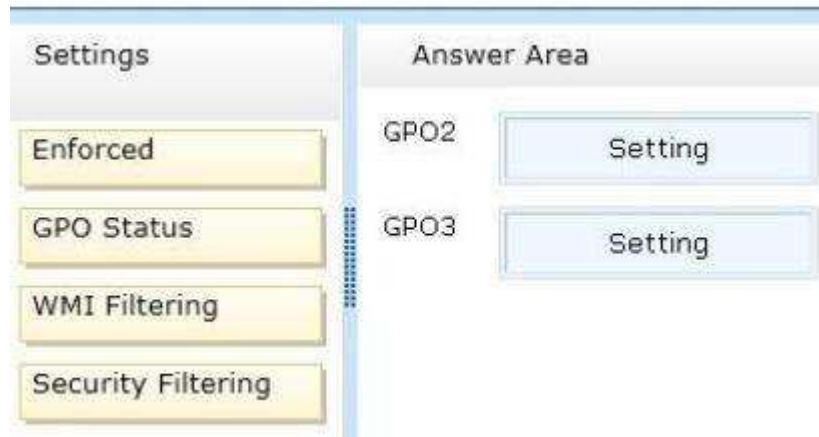 Settings
Enforced
GPO Status
WMI Filtering
Security Filtering
Answer Area
GPO2
Setting
GPO3
Setting